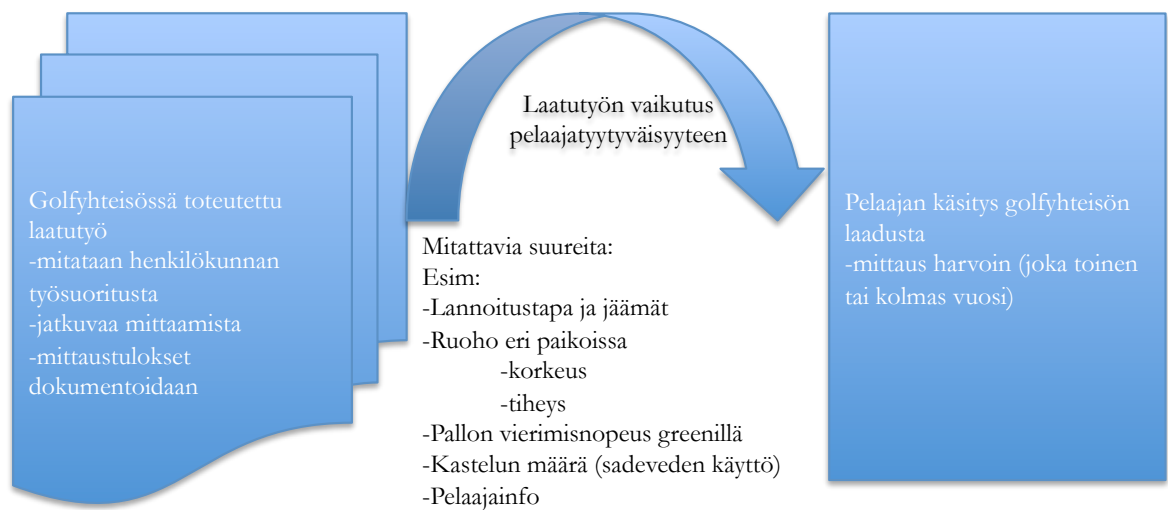 Golfyhteisössä toteutettu
laatutyö
-mitataan henkilökunnan
työsuoritusta
-jatkuvaa mittaamista
-mittaustulokset
dokumentoidaan
Laatutyön vaikutus
pelaajatyytyväisyyteen
Mitattavia suureita:
Esim:
-Lannoitustapa ja jäämät
-Ruoho eri paikoissa
-korkeus
-tiheys
-Pallon vierimisnopeus greenillä
-Kastelun määrä (sadeveden käyttö)
-Pelaajainfo
Pelaajan käsitys golfyhteisön
laadusta
-mittaus harvoin (joka toinen
tai kolmas vuosi)